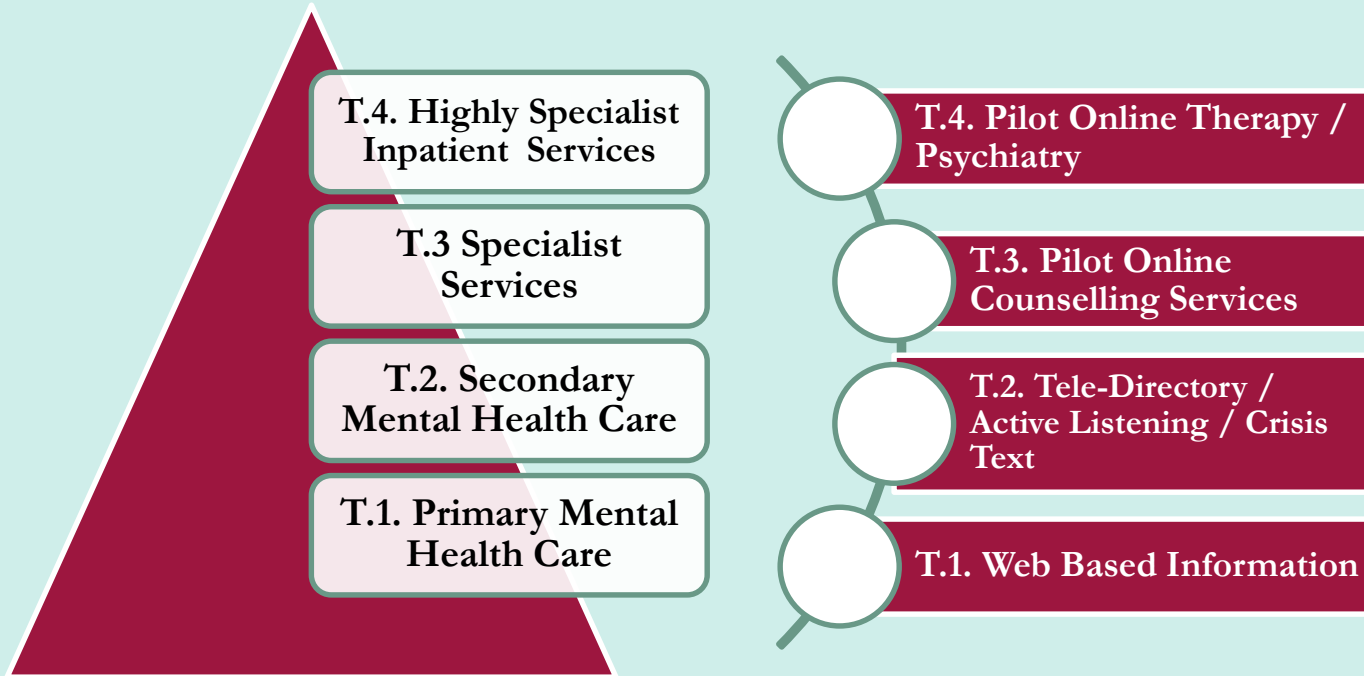 T.4. Highly Specialist
Inpatient Services
T.3 Specialist
Services
T.2. Secondary
Mental Health Care
T.1. Primary Mental
Health Care
T.4. Pilot Online Therapy /
Psychiatry
T.3. Pilot Online
Counselling Services
T.2. Tele-Directory /
Active Listening / Crisis
Text
T.1. Web Based Information